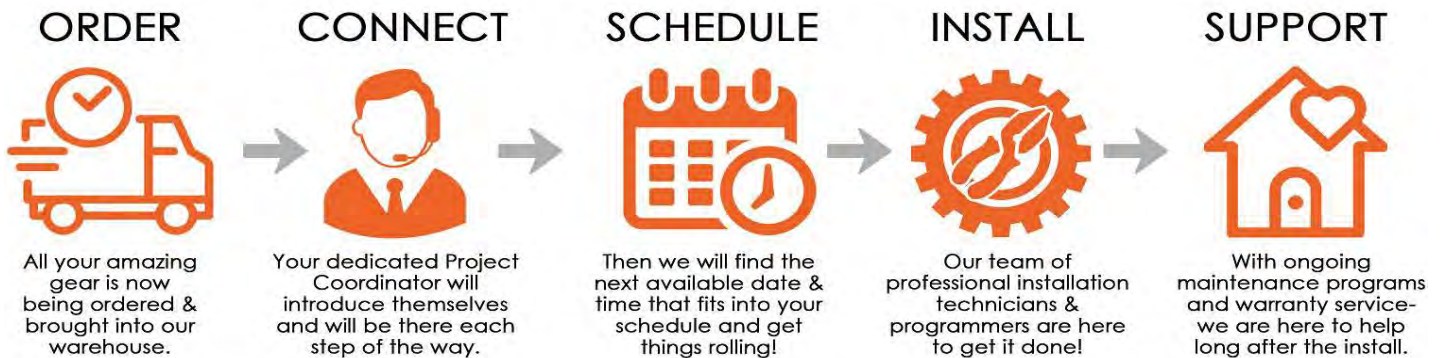 ORDER
All your amazing
gear is now
being ordered &
brought into our
warehouse.
CONNECT
Your dedicated Project
Coordinator will
introduce themselves
and will be there each
step of the way.
SCHEDULE
Then we will find the
next available date &
time that fits into your
schedule and get
things rolling!
INSTALL
Our team of
professional installation
technicians &
programmers are here
to get it done!
SUPPORT
With ongoing
maintenance programs
and warranty service-
we are here to help
long after the install.